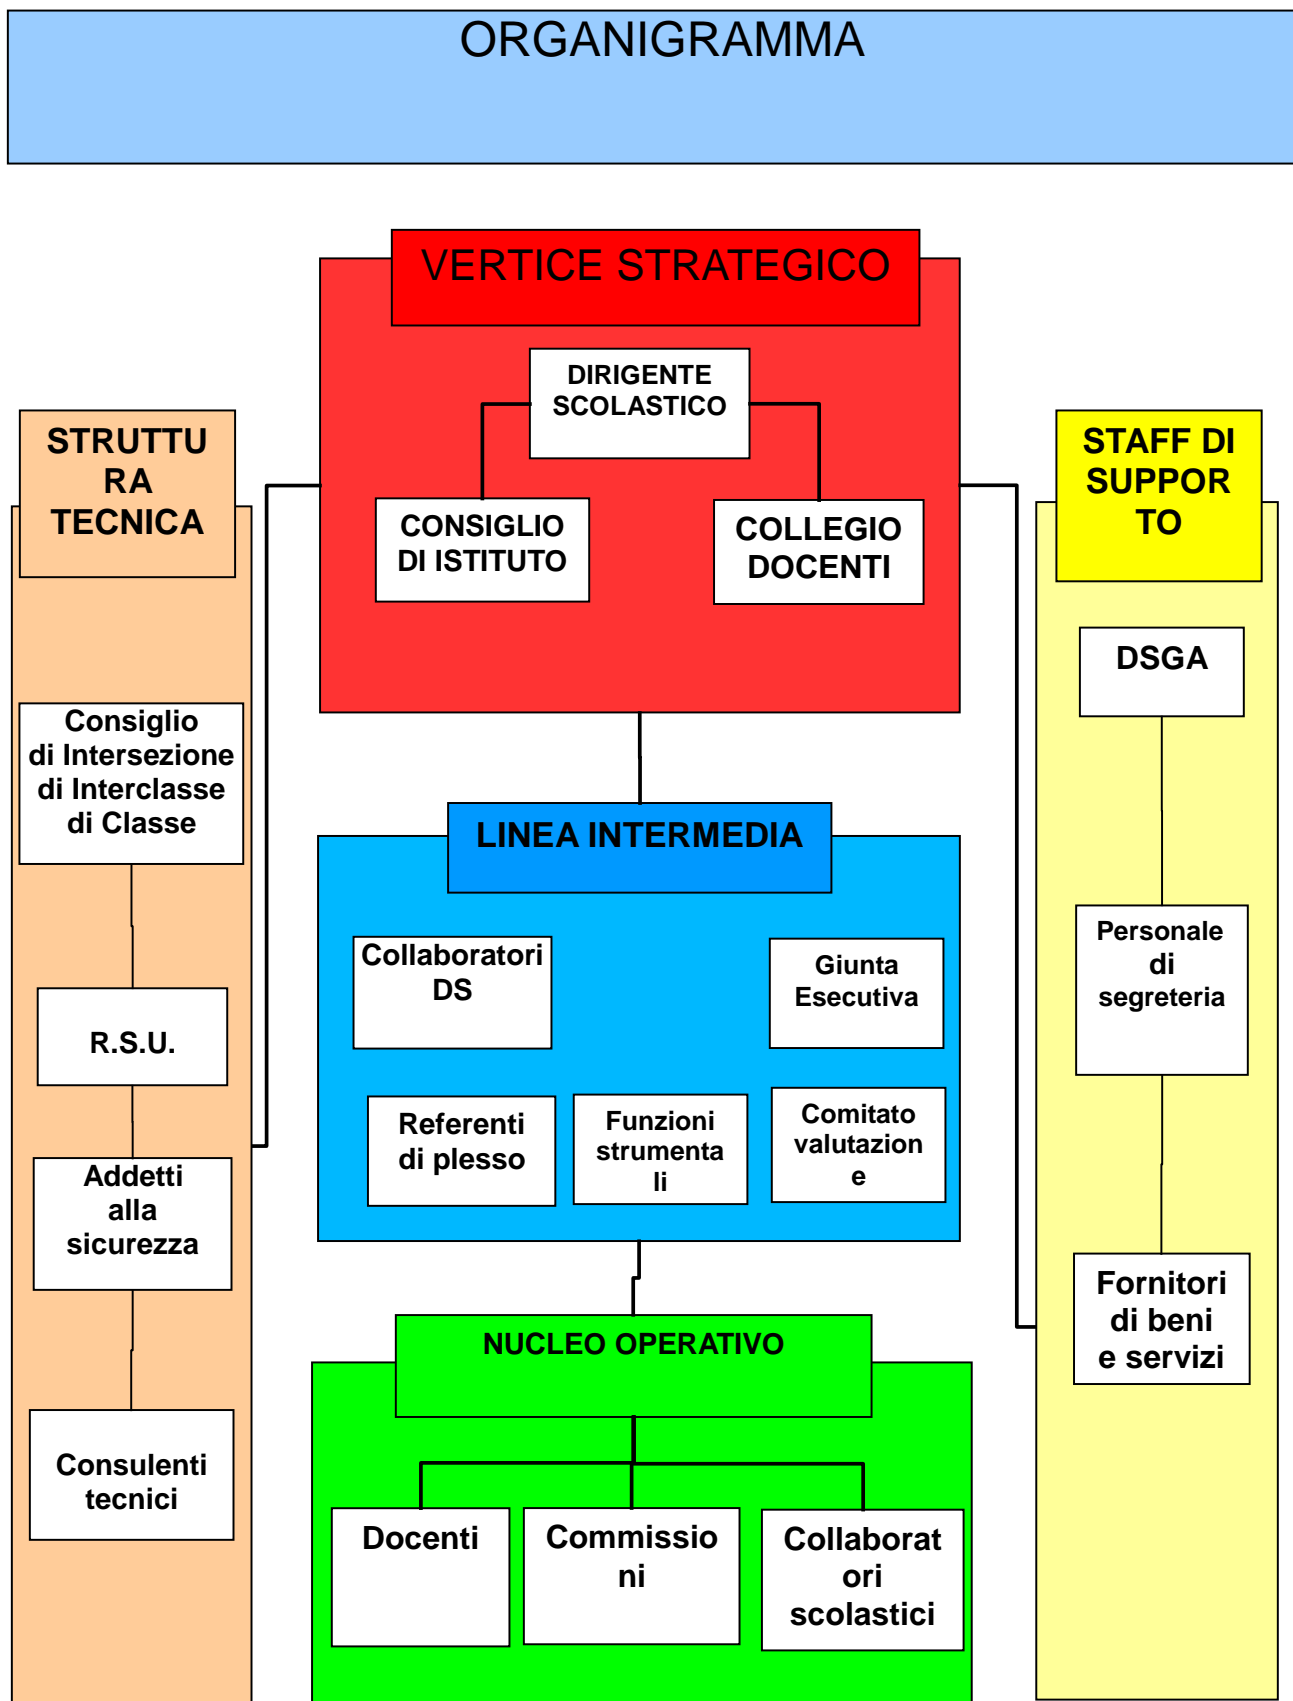 ORGANIGRAMMA
VERTICE STRATEGICO
DIRIGENTE
SCOLASTICO
CONSIGLIO
DI ISTITUTO
COLLEGIO
DOCENTI
STRUTTU
RA
TECNICA
Consiglio
di Intersezione
di Interclasse
di Classe
R.S.U.
Addetti
alla
sicurezza
Consulenti
tecnici
LINEA INTERMEDIA
Collaboratori
DS
Giunta
Esecutiva
Referenti
di plesso
Funzioni
strumenta
li
Comitato
valutazion
e
NUCLEO OPERATIVO
Docenti
Commissio
ni
Collaborat
ori
scolastici
STAFF DI
SUPPOR
TO
DSGA
Personale
di
segreteria
Fornitori
di beni
e servizi